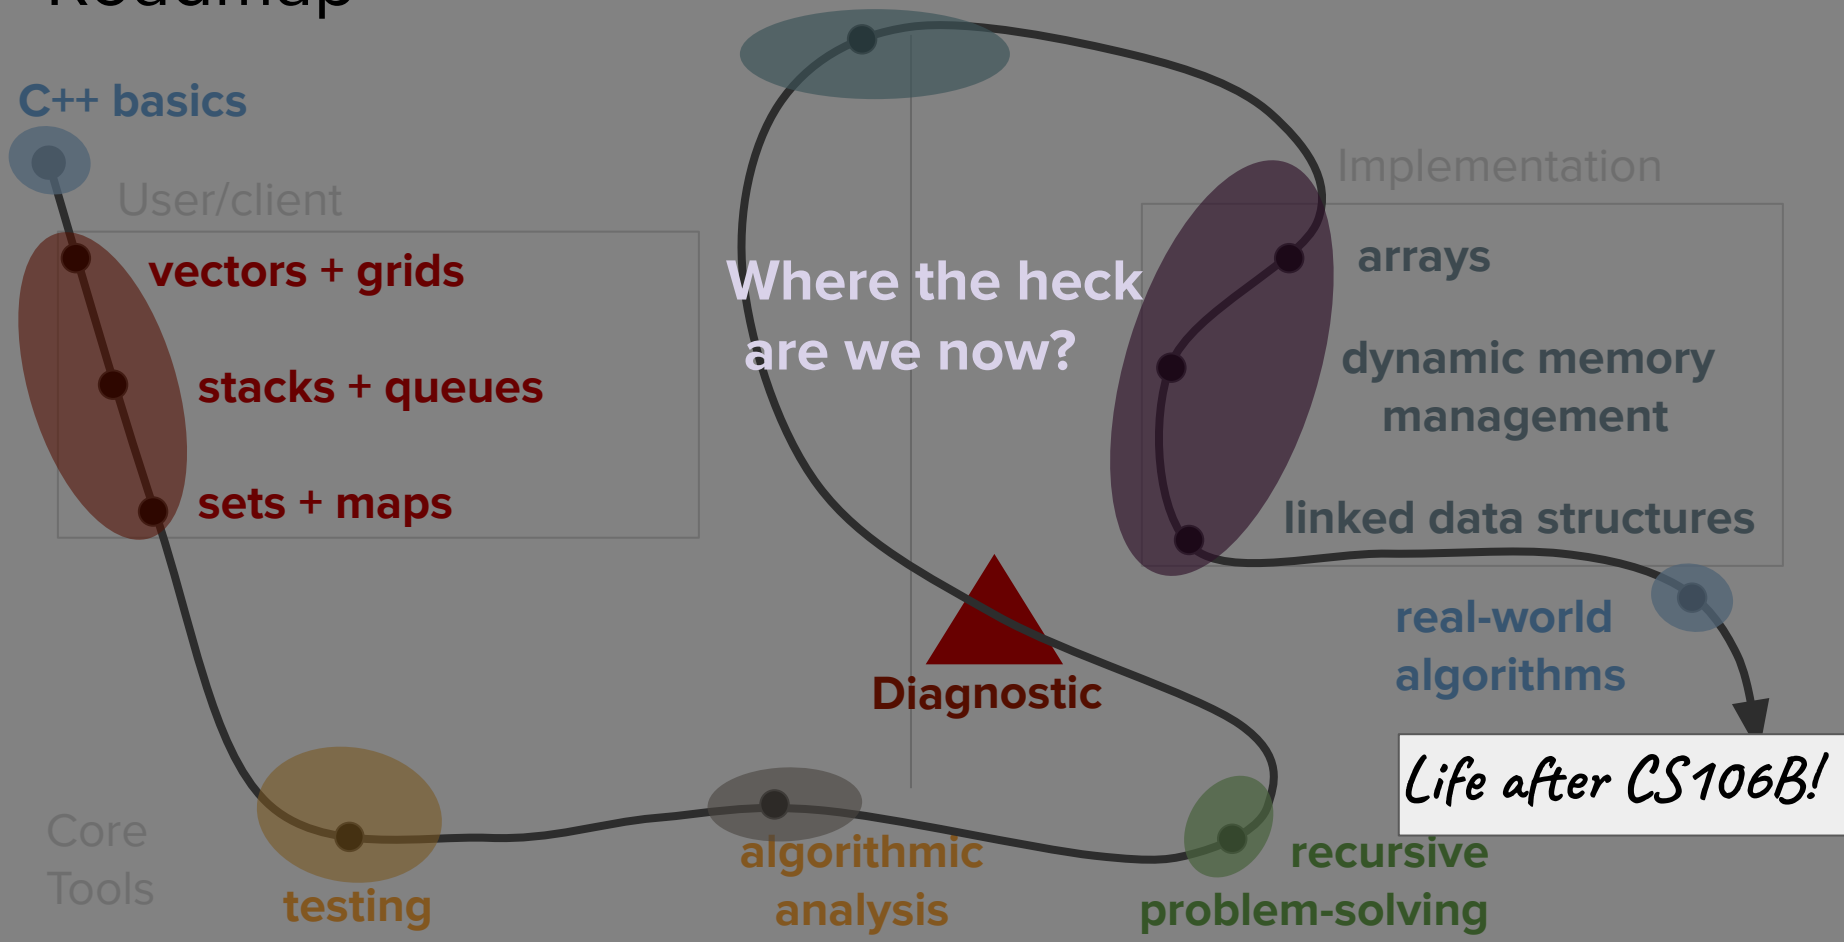 Roadmap
C++ basics
User/client
vectors + grids
stacks + queues
sets + maps
Core
Tools
testing
algorithmic
analysis
recursive
problem-solving
Diagnostic
Where the heck
are we now?
Implementation
arrays
dynamic memory
management
linked data structures
real-world
algorithms
Life after CS106B!